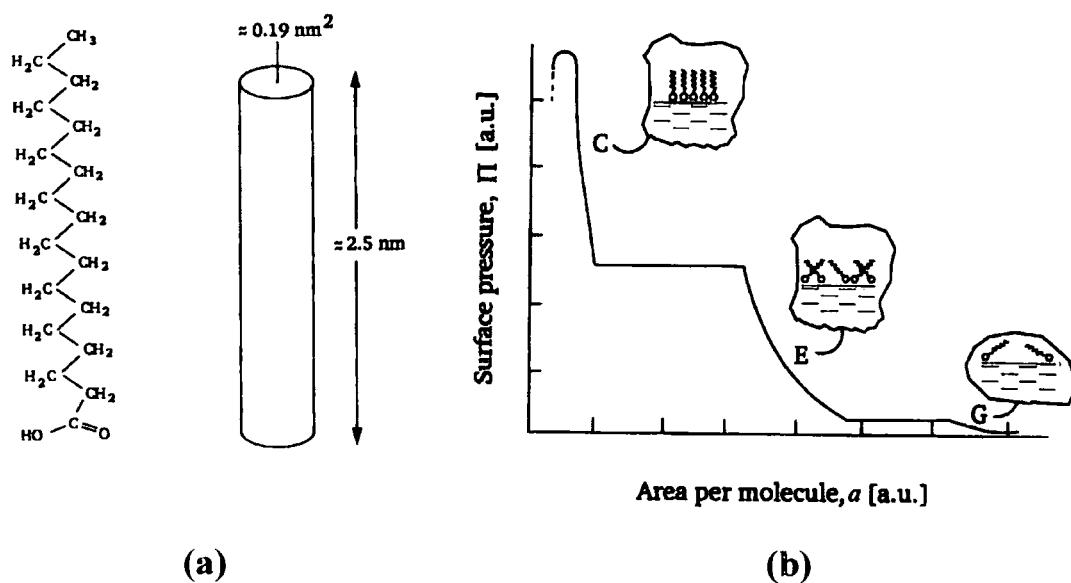 CH₃
H₂C
CH₂
H₂C
CH₂
H₂C
CH₂
H₂C
CH₂
H₂C
CH₂
H₂C
CH₂
H₂C
CH₂
H₂C
CH₂
HO C O
≈ 0.19 nm²
≈ 2.5 nm
(a)
Surface pressure, Π [a.u.]
C
E
G
Area per molecule, a [a.u.]
(b)